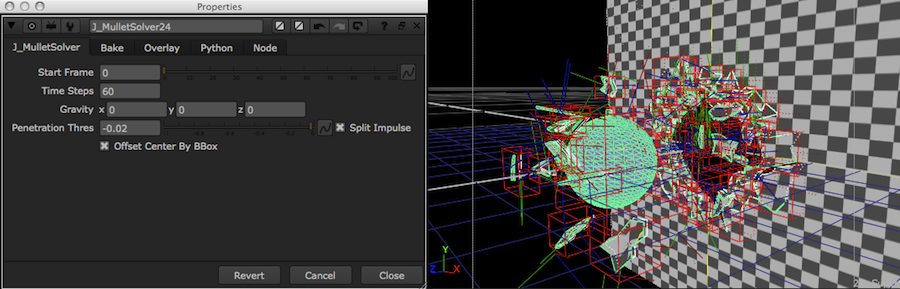 Properties
J_MulletSolver24
J_MulletSolver Bake Overlay Python Node
Start Frame 0
Time Steps 60
Gravity x 0 y 0 z 0
Penetration Thres -0.02 Split Impulse
Offset Center By BBox
Revert Cancel Close
Y
Z X